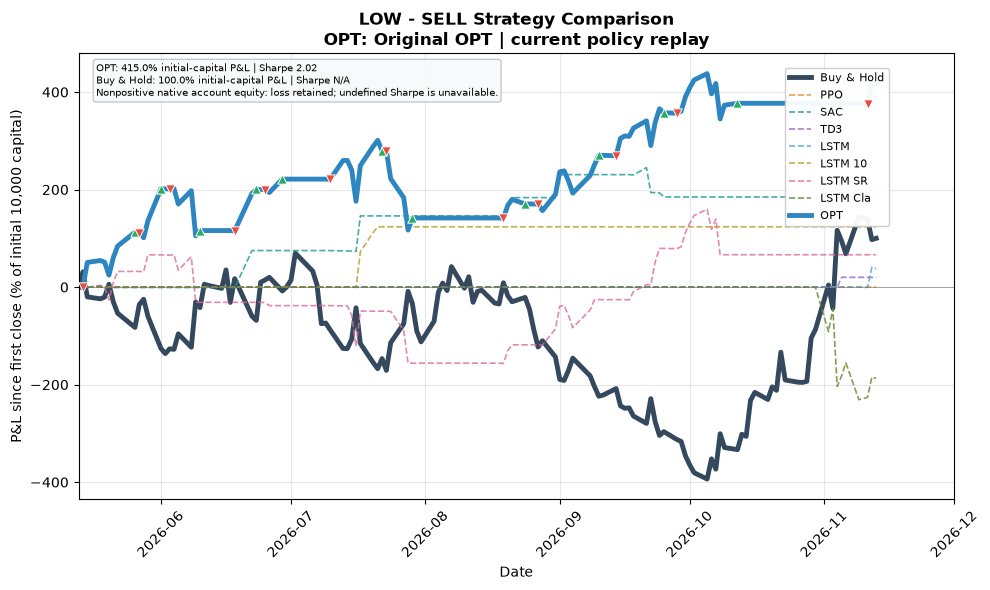 LOW - SELL Strategy Comparison
OPT: Original OPT | current policy replay
OPT: 415.0% initial-capital P&L | Sharpe 2.02
Buy & Hold: 100.0% initial-capital P&L | Sharpe N/A
Nonpositive native account equity: loss retained; undefined Sharpe is unavailable.
Buy & Hold
PPO
SAC
TD3
LSTM
LSTM 10
LSTM SR
LSTM Cla
OPT
P&L since first close (% of initial 10,000 capital)
400
200
0
−200
−400
2026-06
2026-07
2026-08
2026-09
2026-10
2026-11
2026-12
Date